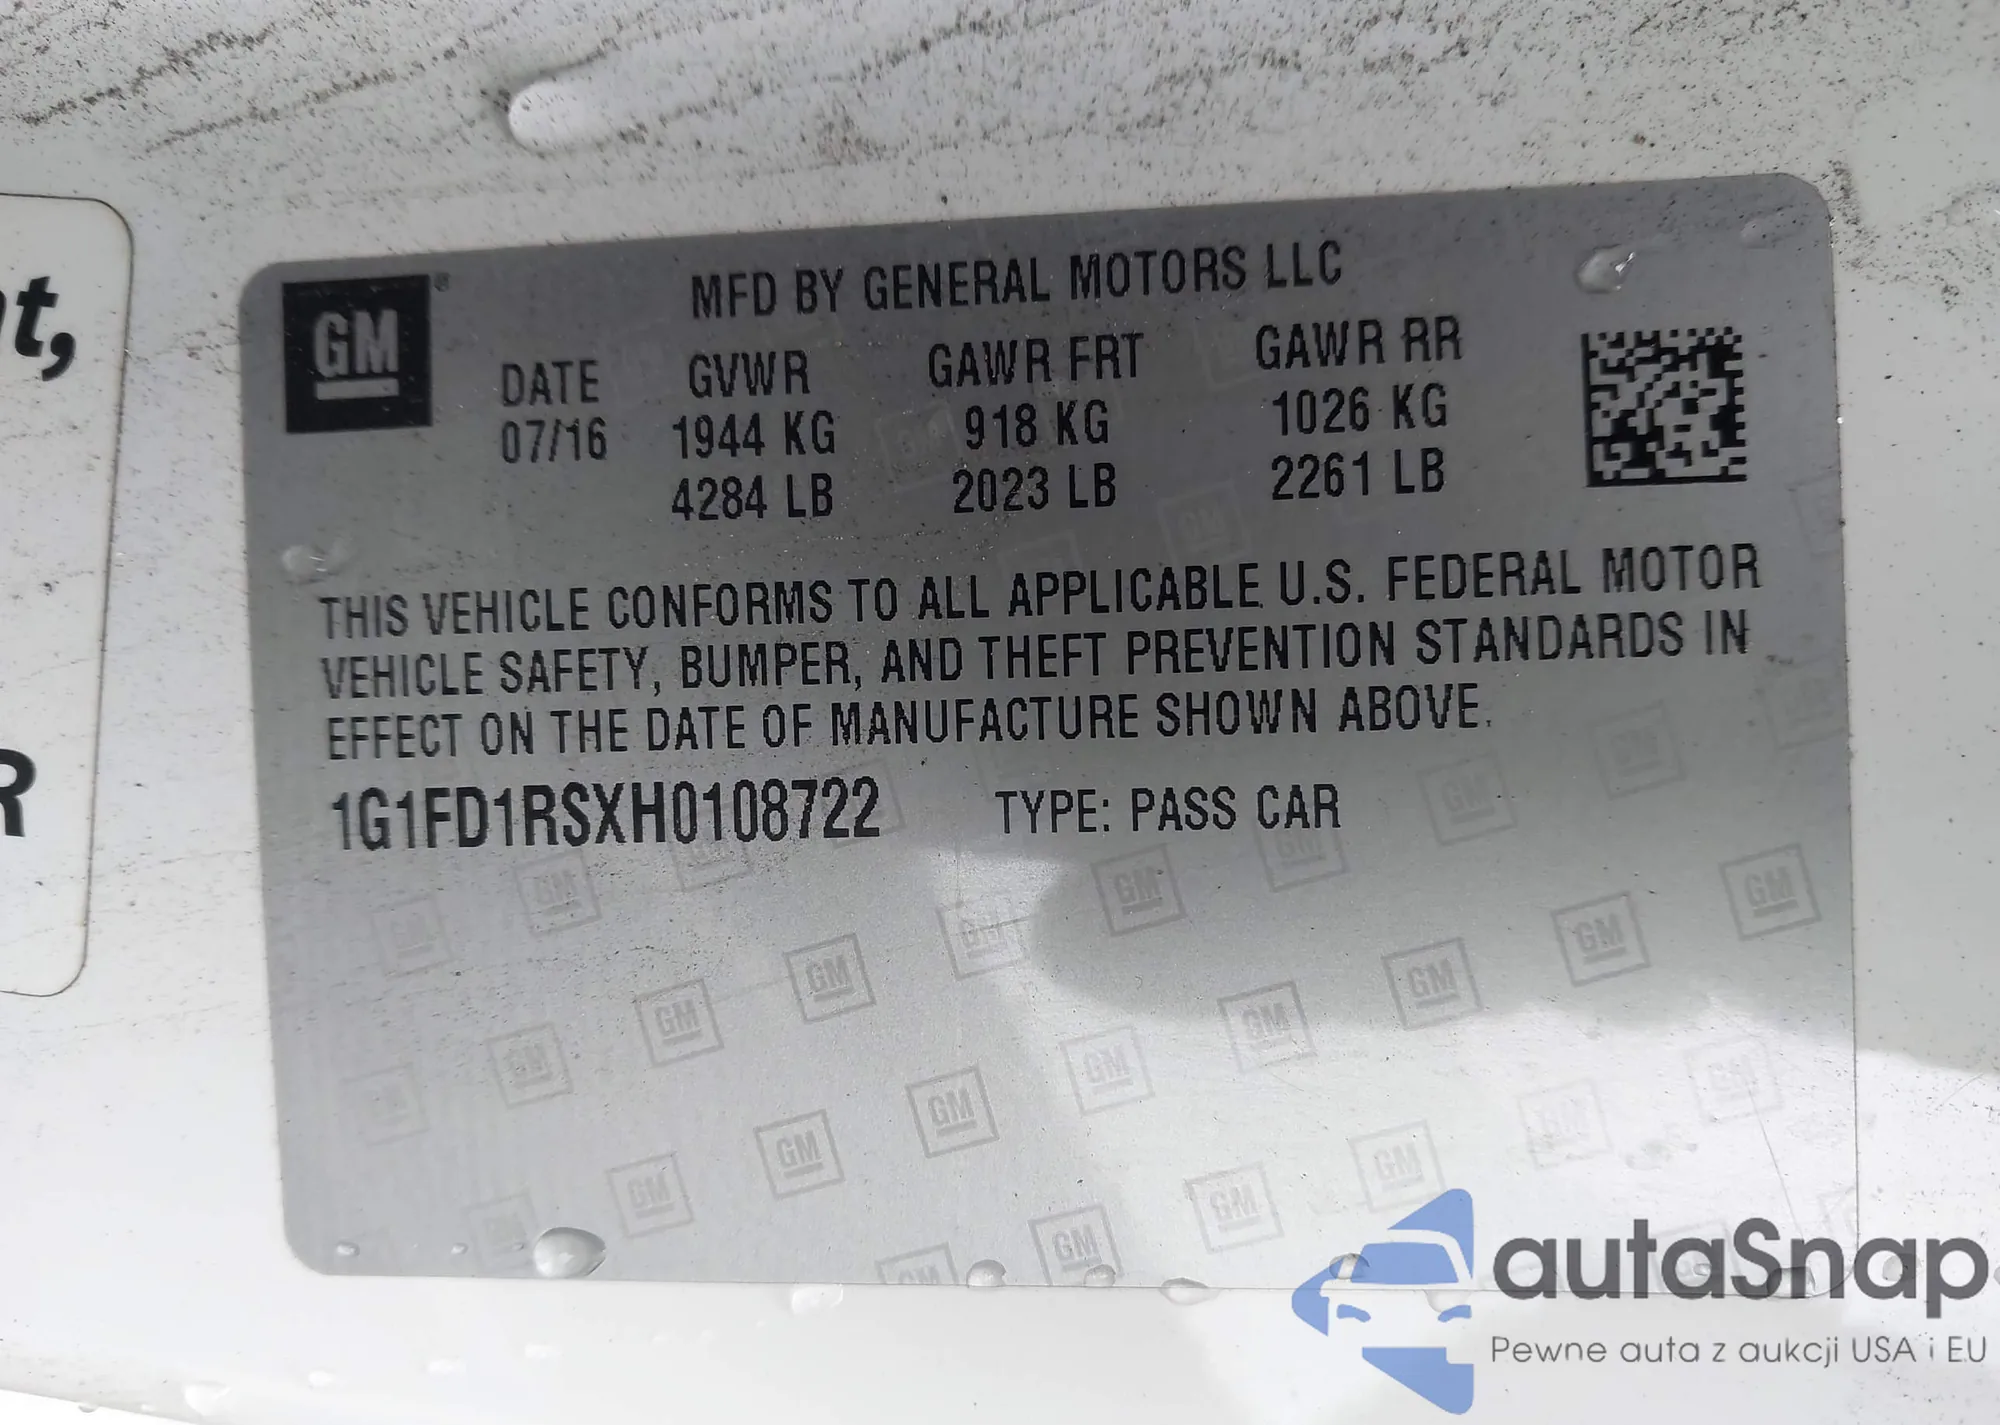 t,
R
GM
MFD BY GENERAL MOTORS LLC
DATE GVWR GAWR FRT GAWR RR
07/16 1944 KG 918 KG 1026 KG
4284 LB 2023 LB 2261 LB
THIS VEHICLE CONFORMS TO ALL APPLICABLE U.S. FEDERAL MOTOR
VEHICLE SAFETY, BUMPER, AND THEFT PREVENTION STANDARDS IN
EFFECT ON THE DATE OF MANUFACTURE SHOWN ABOVE.
1G1FD1RSXH0108722 TYPE: PASS CAR
autaSnap
Pewne auta z aukcji USA i EU